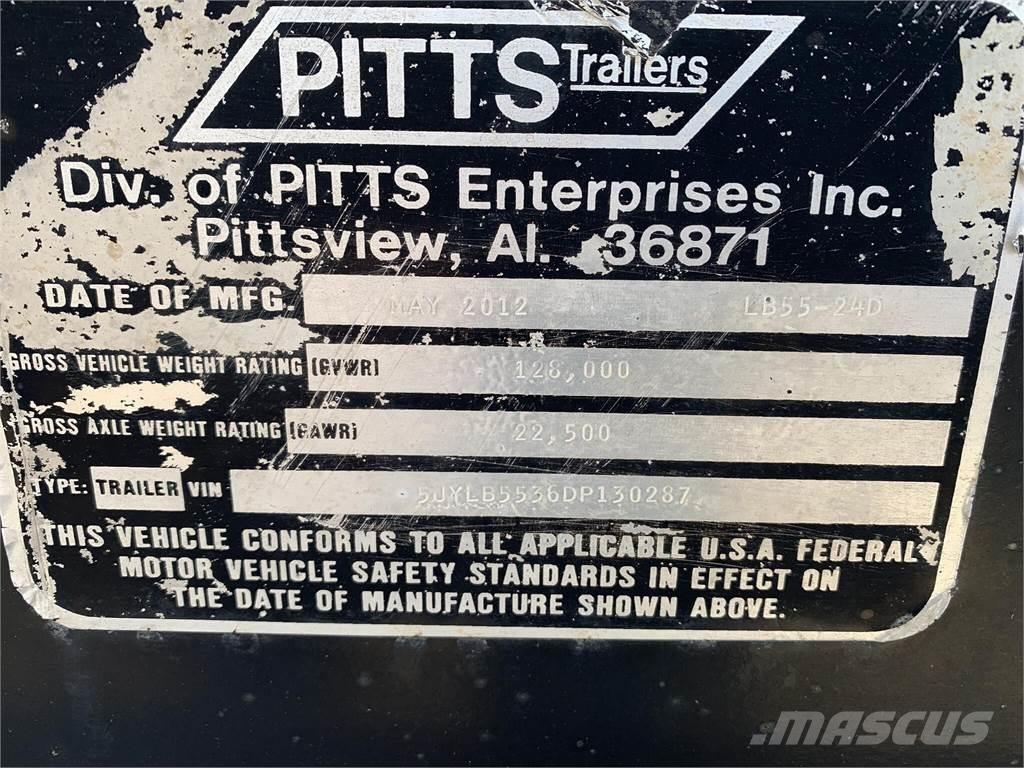 PITTS Trailers
Div. of PITTS Enterprises Inc.
Pittsview, Al. 36871
DATE OF MFG. MAY 2012 LB55-24D
GROSS VEHICLE WEIGHT RATING (GVWR) 128,000
GROSS AXLE WEIGHT RATING (GAWR) 22,500
TYPE: TRAILER VIN 5JYLB5536DP130287
THIS VEHICLE CONFORMS TO ALL APPLICABLE U.S.A. FEDERAL
MOTOR VEHICLE SAFETY STANDARDS IN EFFECT ON
THE DATE OF MANUFACTURE SHOWN ABOVE.
MASCUS